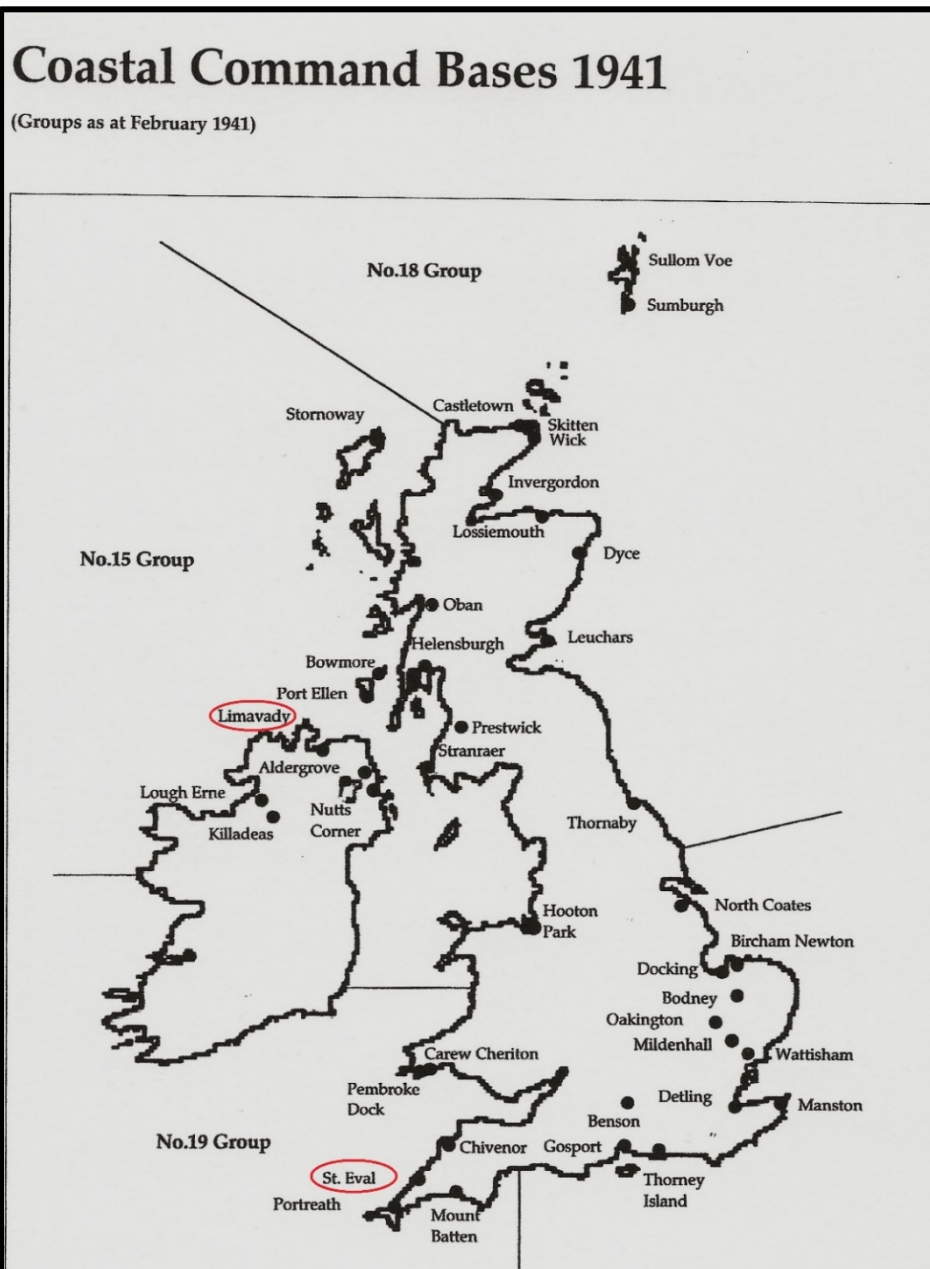 Coastal Command Bases 1941
(Groups as at February 1941)
No.18 Group
Sullom Voe
Sumburgh
Castletown
Stornoway
Skitten
Wick
Invergordon
Lossiemouth
Dyce
No.15 Group
Oban
Leuchars
Helensburgh
Bowmore
Port Ellen
Limavady
Prestwick
Stranraer
Aldergrove
Lough Erne
Nutts
Corner
Killadeas
Thornaby
North Coates
Hooton
Park
Bircham Newton
Docking
Bodney
Oakington
Mildenhall
Wattisham
Carew Cheriton
Pembroke
Dock
Detling
Manston
Benson
No.19 Group
Chivenor
Gosport
St. Eval
Thorney
Island
Portreath
Mount
Batten